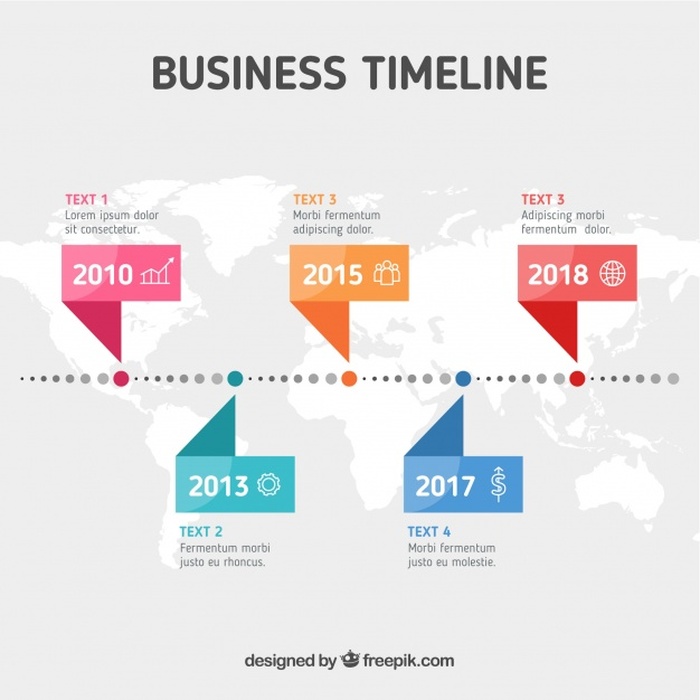 BUSINESS TIMELINE
TEXT 1
Lorem ipsum dolor
sit consectetur.
2010
TEXT 3
Morbi fermentum
adipiscing dolor.
2015
TEXT 3
Adipiscing morbi
fermentum dolor.
2018
2013
TEXT 2
Fermentum morbi
justo eu rhoncus.
2017
TEXT 4
Morbi fermentum
justo eu molestie.
designed by freepik.com